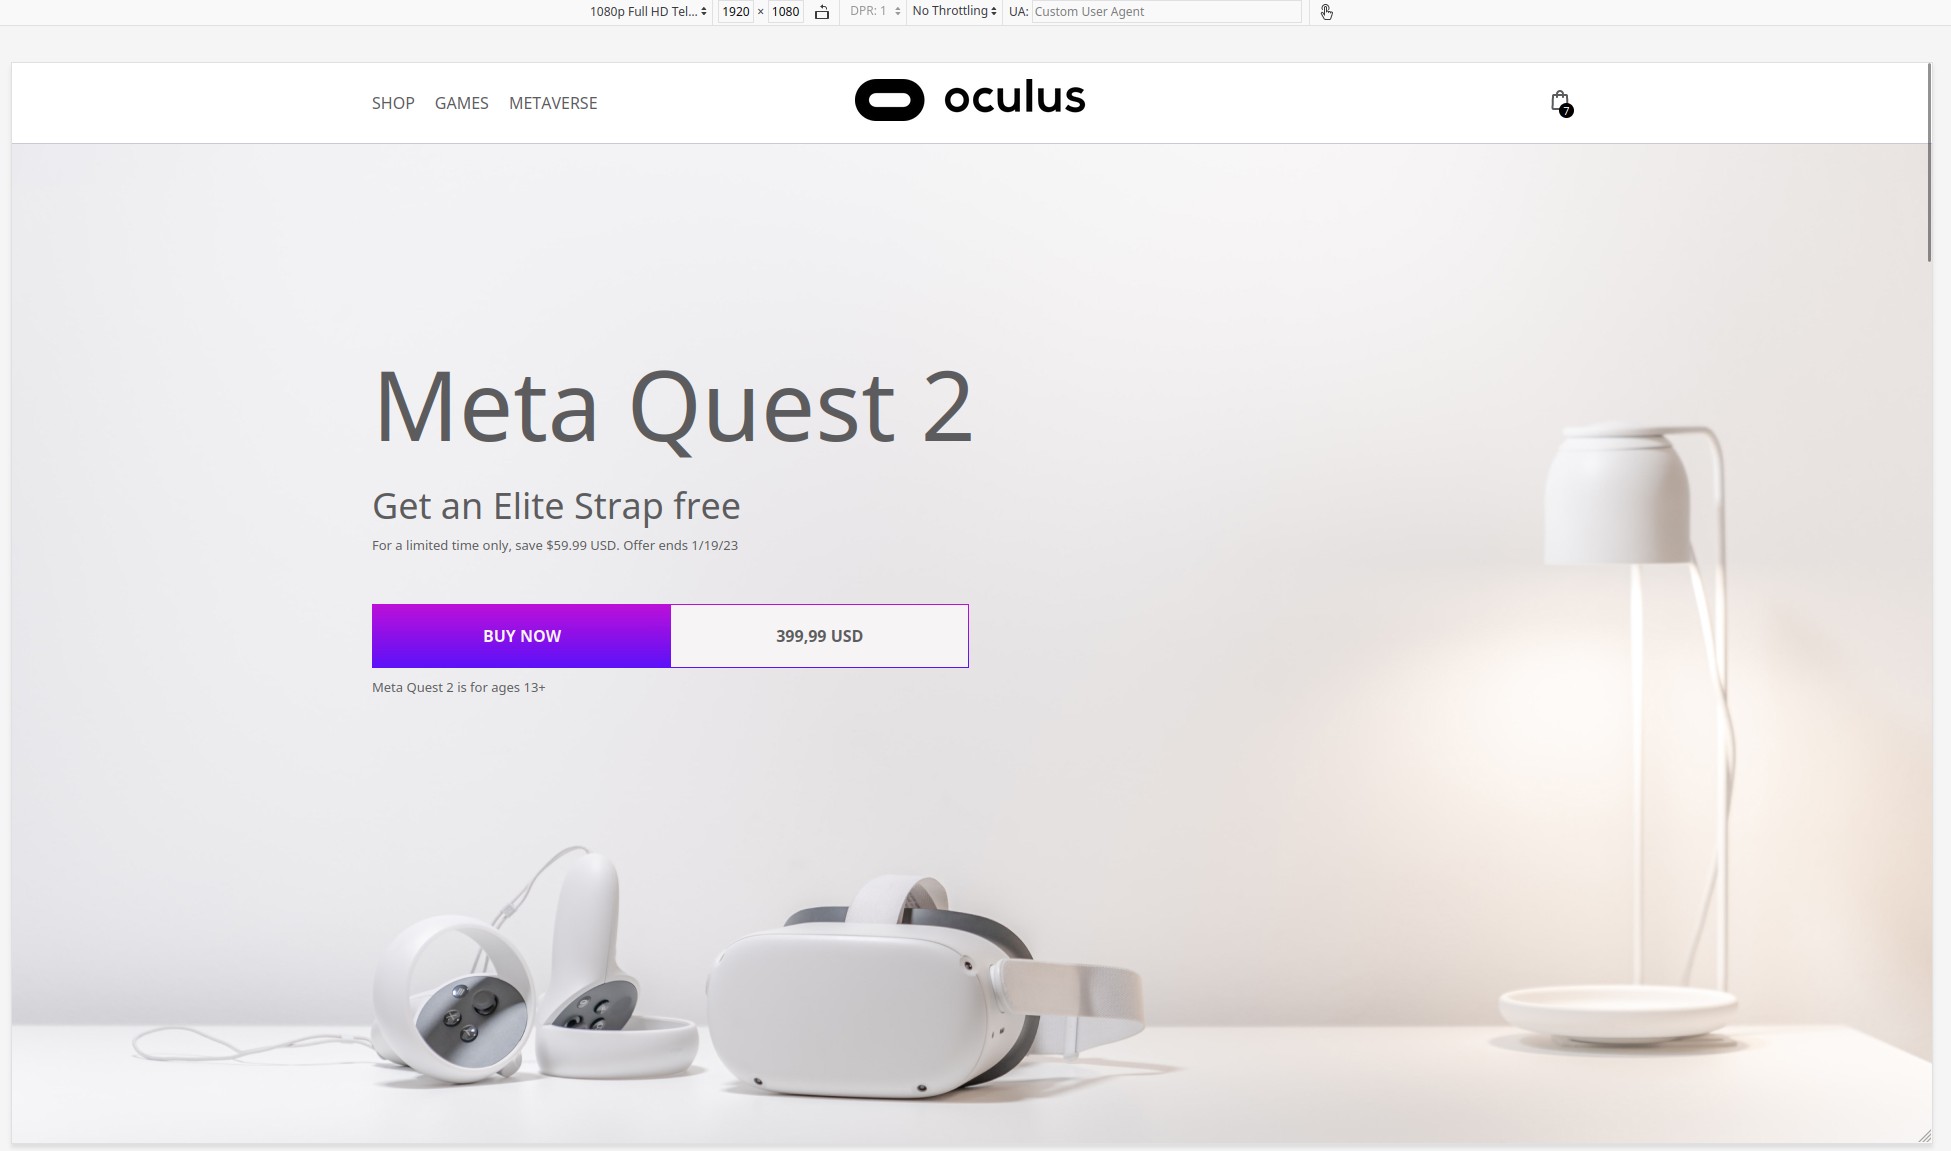 1080p Full HD Tel... 1920 × 1080 DPR: 1 No Throttling UA: Custom User Agent
SHOP GAMES METAVERSE oculus 7
Meta Quest 2
Get an Elite Strap free
For a limited time only, save $59.99 USD. Offer ends 1/19/23
BUY NOW 399,99 USD
Meta Quest 2 is for ages 13+